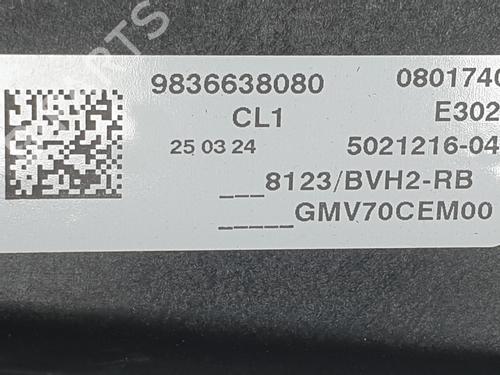 9836638080 0801740
CL1 E302
25 03 24 5021216-04
___8123/BVH2-RB
_____GMV70CEM00